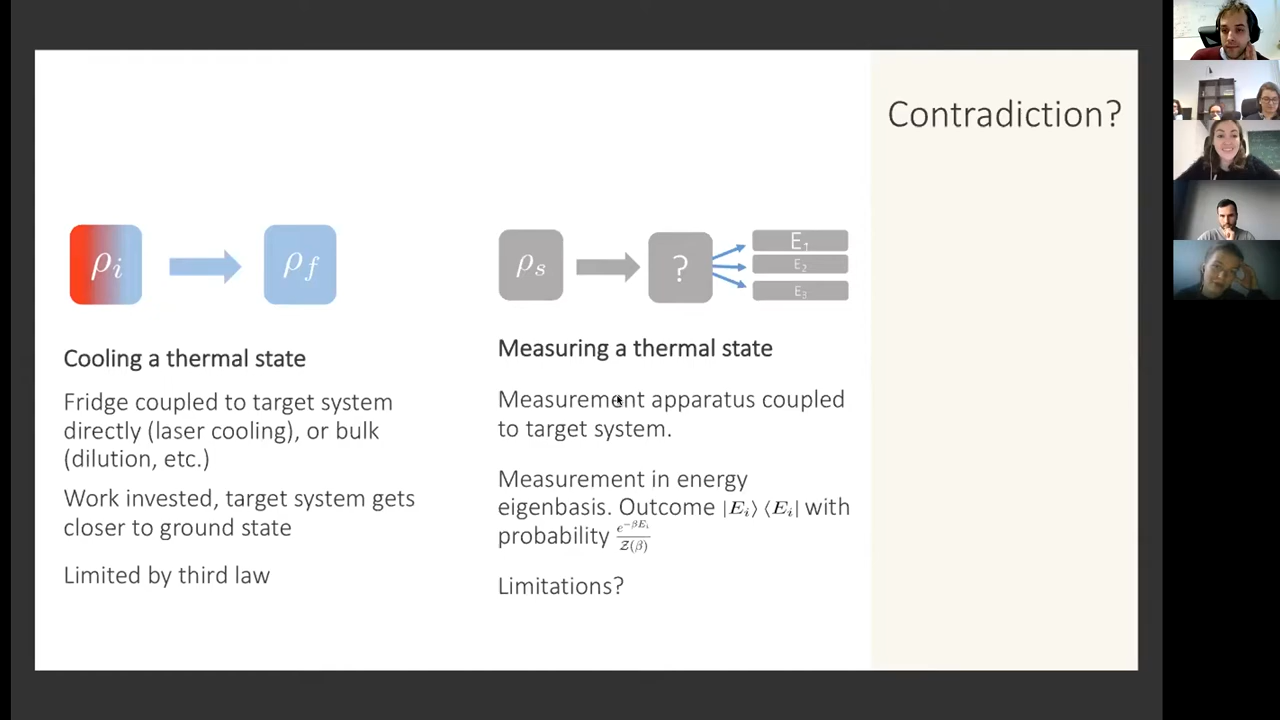 Contradiction?
ρi
ρf
ρs
?
E1
E2
E3
Cooling a thermal state
Fridge coupled to target system
directly (laser cooling), or bulk
(dilution, etc.)
Work invested, target system gets
closer to ground state
Limited by third law
Measuring a thermal state
Measurement apparatus coupled
to target system.
Measurement in energy
eigenbasis. Outcome |Ei⟩ ⟨Ei| with
probability e^{-βEi}/Z(β)
Limitations?